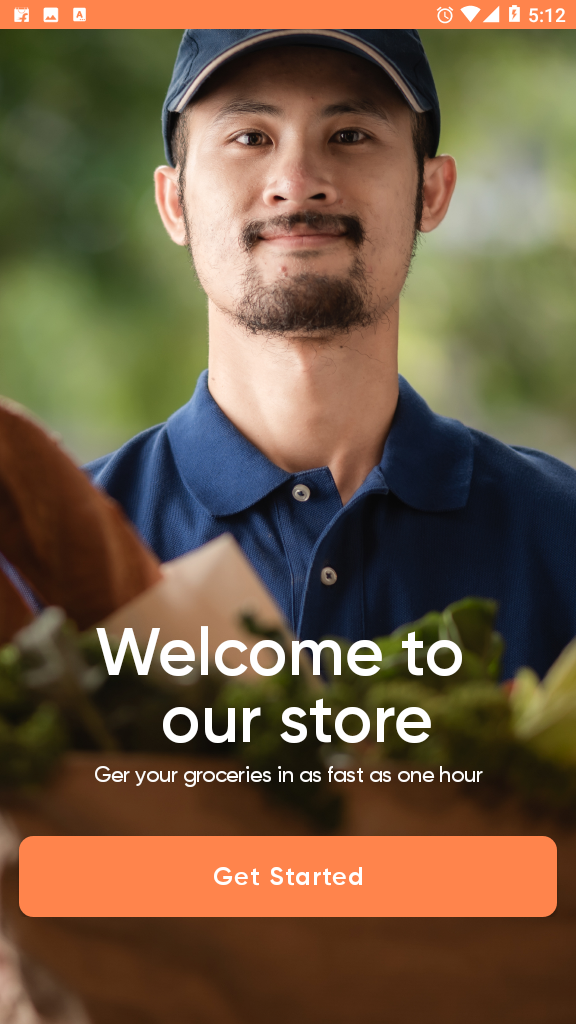 5:12
Welcome to
our store
Ger your groceries in as fast as one hour
Get Started